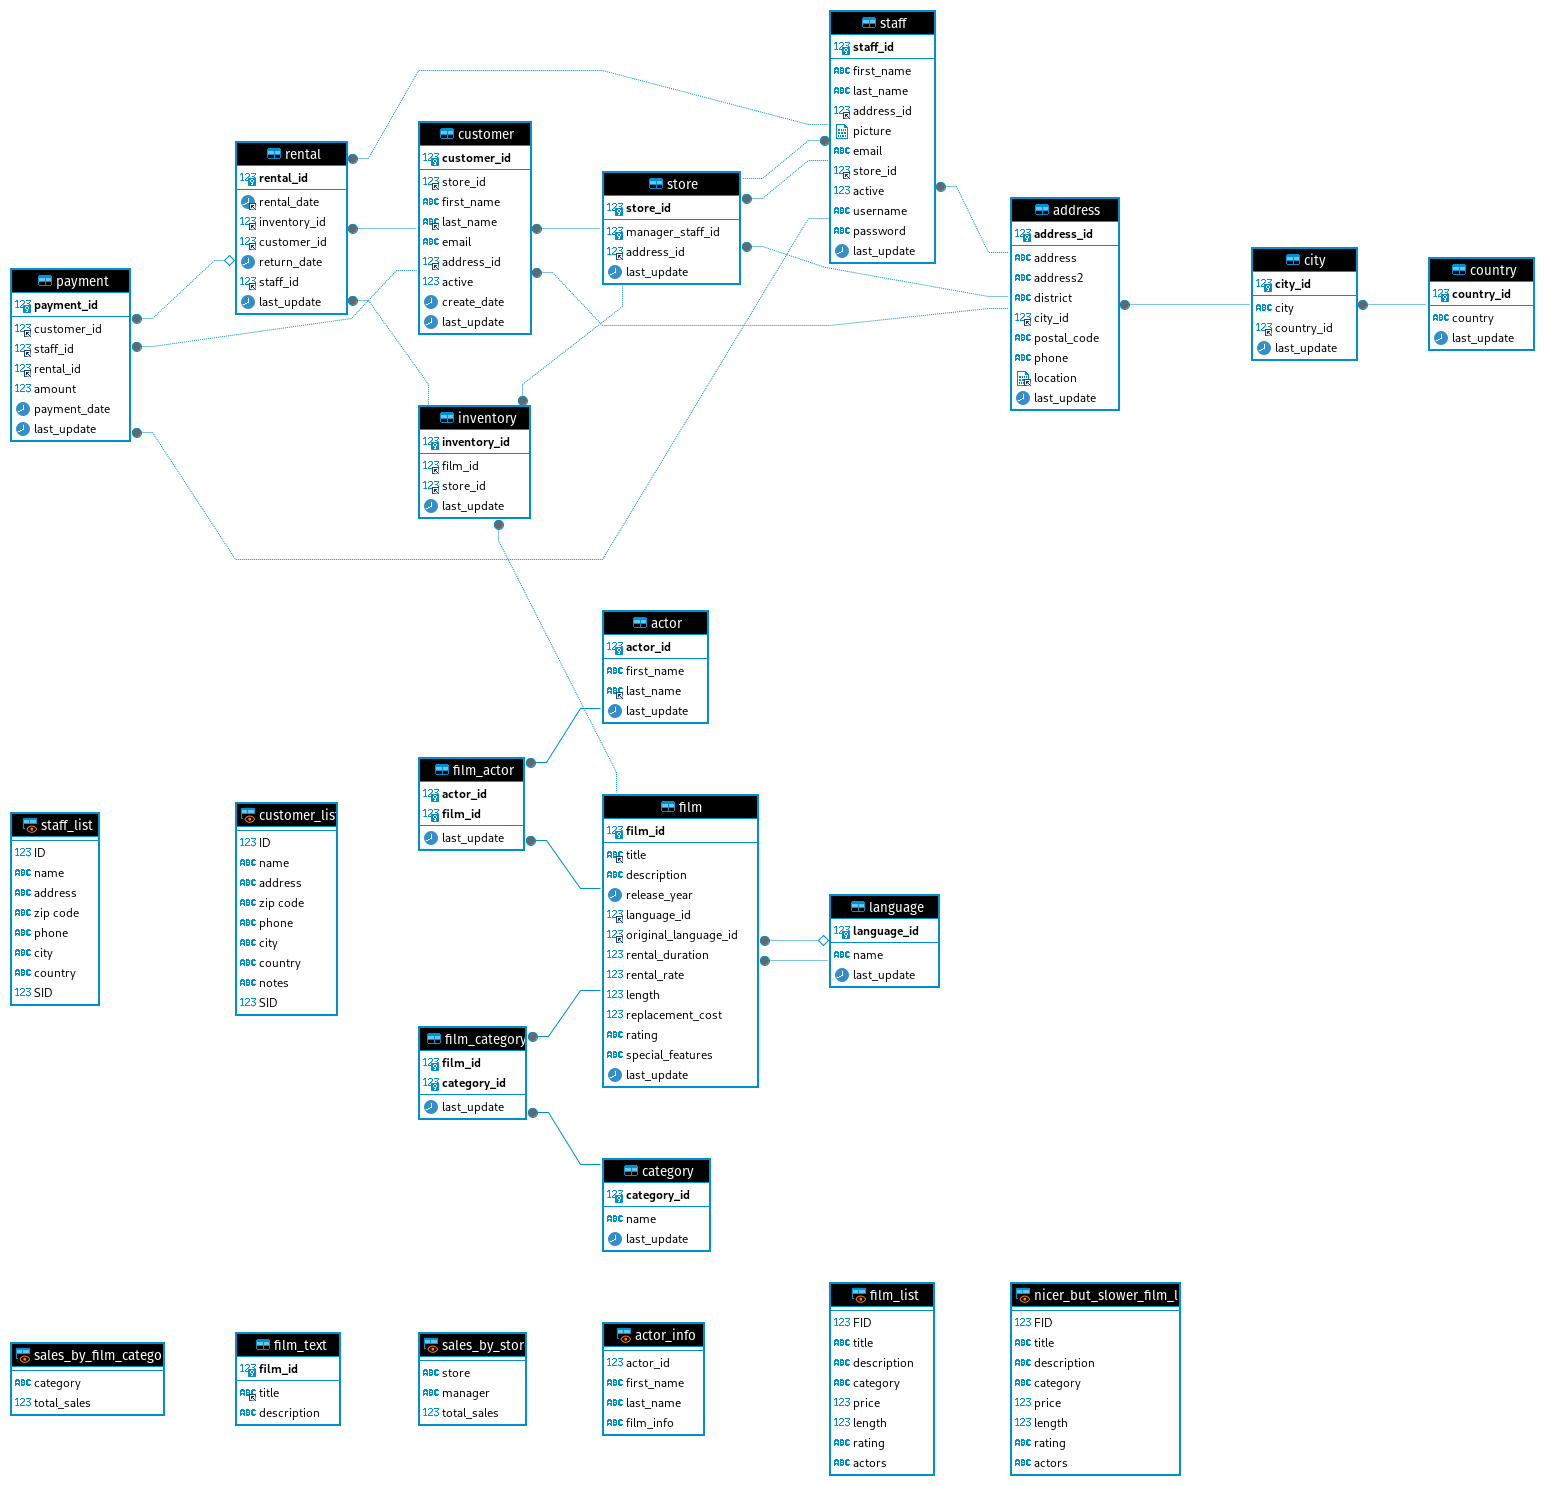 staff
staff_id
first_name
last_name
address_id
picture
email
store_id
active
username
password
last_update
customer
customer_id
store_id
first_name
last_name
email
address_id
active
create_date
last_update
rental
rental_id
rental_date
inventory_id
customer_id
return_date
staff_id
last_update
store
store_id
manager_staff_id
address_id
last_update
address
address_id
address
address2
district
city_id
postal_code
phone
location
last_update
city
city_id
city
country_id
last_update
country
country_id
country
last_update
payment
payment_id
customer_id
staff_id
rental_id
amount
payment_date
last_update
inventory
inventory_id
film_id
store_id
last_update
actor
actor_id
first_name
last_name
last_update
film_actor
actor_id
film_id
last_update
film
film_id
title
description
release_year
language_id
original_language_id
rental_duration
rental_rate
length
replacement_cost
rating
special_features
last_update
staff_list
ID
name
address
zip code
phone
city
country
SID
customer_lis
ID
name
address
zip code
phone
city
country
notes
SID
language
language_id
name
last_update
film_category
film_id
category_id
last_update
category
category_id
name
last_update
sales_by_film_catego
category
total_sales
film_text
film_id
title
description
sales_by_stor
store
manager
total_sales
actor_info
actor_id
first_name
last_name
film_info
film_list
FID
title
description
category
price
length
rating
actors
nicer_but_slower_film_l
FID
title
description
category
price
length
rating
actors